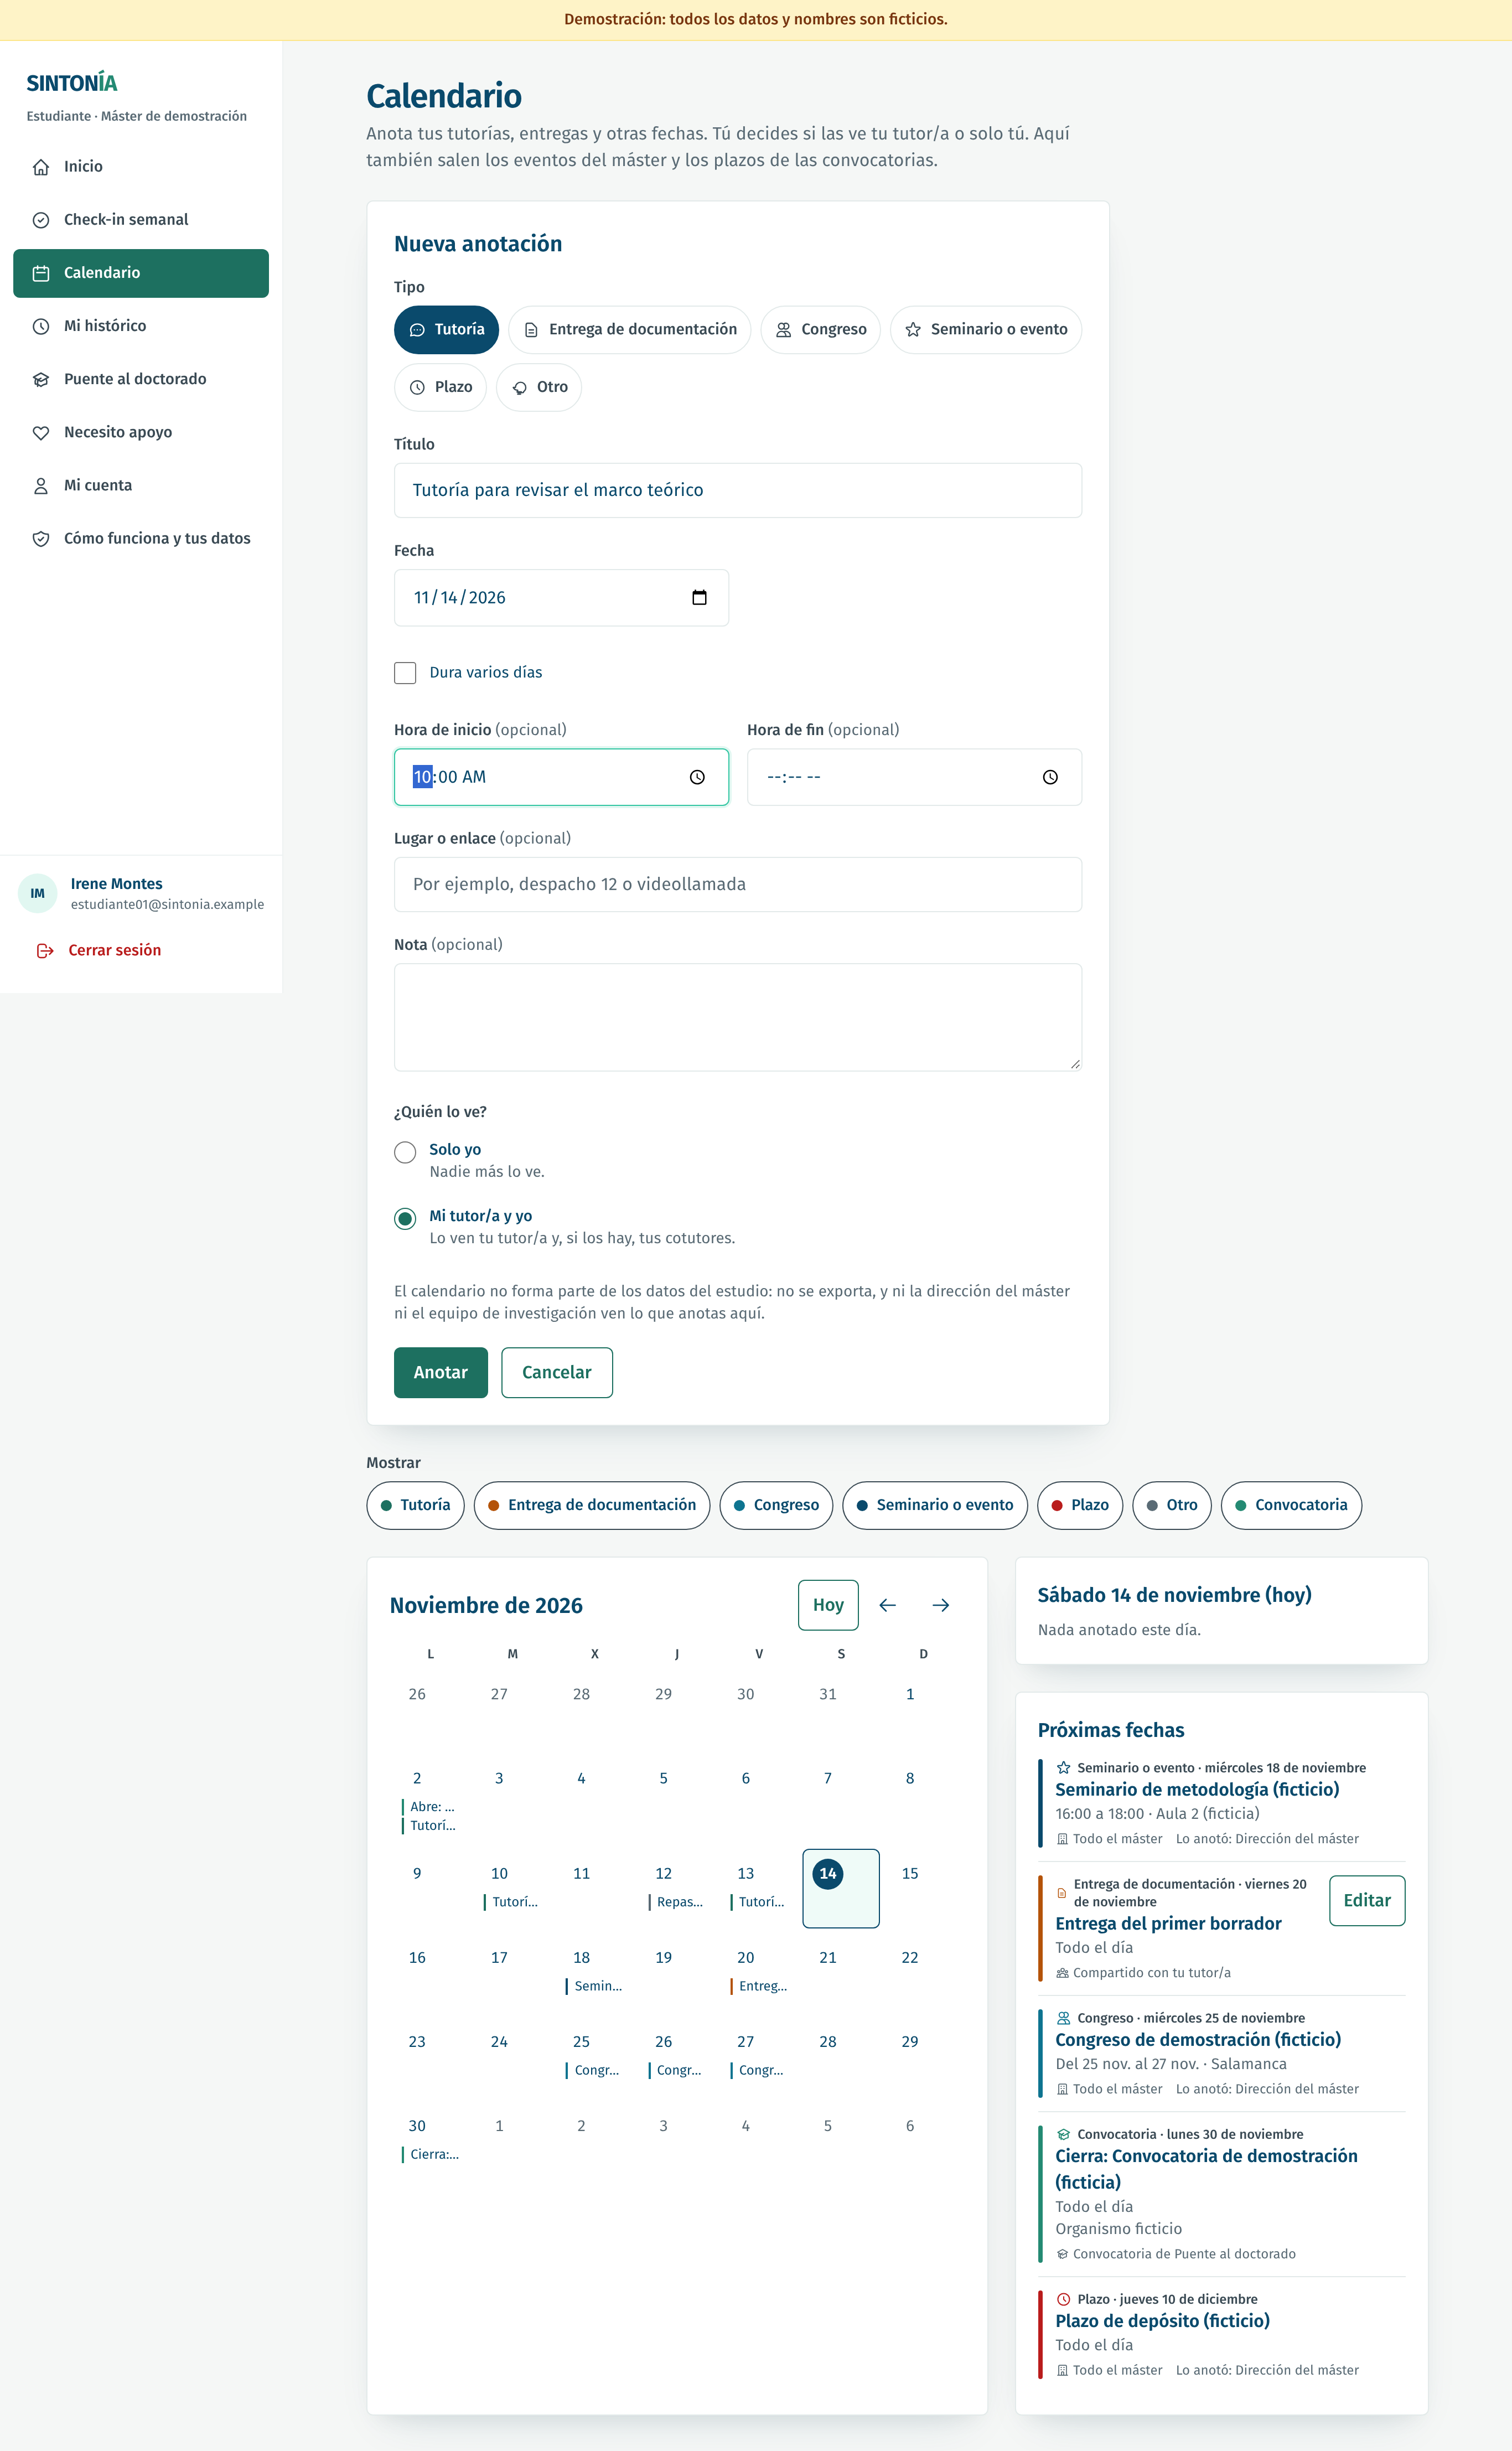 Demostración: todos los datos y nombres son ficticios.
SINTONÍA
Estudiante · Máster de demostración
Inicio
Check-in semanal
Calendario
Mi histórico
Puente al doctorado
Necesito apoyo
Mi cuenta
Cómo funciona y tus datos
IM
Irene Montes
estudiante01@sintonia.example
Cerrar sesión
Calendario
Anota tus tutorías, entregas y otras fechas. Tú decides si las ve tu tutor/a o solo tú. Aquí
también salen los eventos del máster y los plazos de las convocatorias.
Nueva anotación
Tipo
Tutoría Entrega de documentación Congreso Seminario o evento
Plazo Otro
Título
Tutoría para revisar el marco teórico
Fecha
11/14/2026
Dura varios días
Hora de inicio (opcional) Hora de fin (opcional)
10:00 AM --:-- --
Lugar o enlace (opcional)
Por ejemplo, despacho 12 o videollamada
Nota (opcional)
¿Quién lo ve?
Solo yo
Nadie más lo ve.
Mi tutor/a y yo
Lo ven tu tutor/a y, si los hay, tus cotutores.
El calendario no forma parte de los datos del estudio: no se exporta, y ni la dirección del máster
ni el equipo de investigación ven lo que anotas aquí.
Anotar Cancelar
Mostrar
Tutoría Entrega de documentación Congreso Seminario o evento Plazo Otro Convocatoria
Noviembre de 2026 Hoy
L M X J V S D
26 27 28 29 30 31 1
2 3 4 5 6 7 8
Abre: ...
Tutorí...
9 10 11 12 13 14 15
Tutorí... Repas... Tutorí...
16 17 18 19 20 21 22
Semin... Entreg...
23 24 25 26 27 28 29
Congr... Congr... Congr...
30 1 2 3 4 5 6
Cierra:...
Sábado 14 de noviembre (hoy)
Nada anotado este día.
Próximas fechas
Seminario o evento · miércoles 18 de noviembre
Seminario de metodología (ficticio)
16:00 a 18:00 · Aula 2 (ficticia)
Todo el máster Lo anotó: Dirección del máster
Entrega de documentación · viernes 20
de noviembre
Editar
Entrega del primer borrador
Todo el día
Compartido con tu tutor/a
Congreso · miércoles 25 de noviembre
Congreso de demostración (ficticio)
Del 25 nov. al 27 nov. · Salamanca
Todo el máster Lo anotó: Dirección del máster
Convocatoria · lunes 30 de noviembre
Cierra: Convocatoria de demostración
(ficticia)
Todo el día
Organismo ficticio
Convocatoria de Puente al doctorado
Plazo · jueves 10 de diciembre
Plazo de depósito (ficticio)
Todo el día
Todo el máster Lo anotó: Dirección del máster